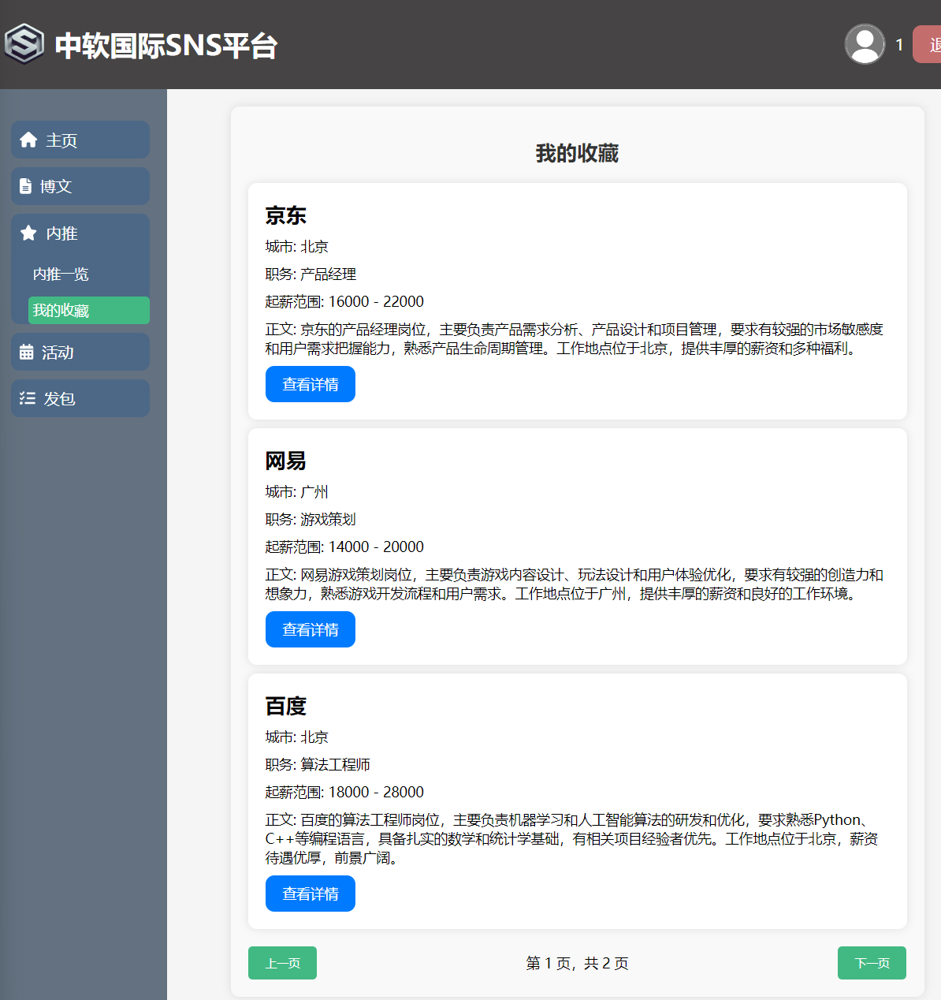 中软国际SNS平台
1
退
主页
博文
内推
内推一览
我的收藏
活动
发包
我的收藏
京东
城市: 北京
职务: 产品经理
起薪范围: 16000 - 22000
正文: 京东的产品经理岗位，主要负责产品需求分析、产品设计和项目管理，要求有较强的市场敏感度
和用户需求把握能力，熟悉产品生命周期管理。工作地点位于北京，提供丰厚的薪资和多种福利。
查看详情
网易
城市: 广州
职务: 游戏策划
起薪范围: 14000 - 20000
正文: 网易游戏策划岗位，主要负责游戏内容设计、玩法设计和用户体验优化，要求有较强的创造力和
想象力，熟悉游戏开发流程和用户需求。工作地点位于广州，提供丰厚的薪资和良好的工作环境。
查看详情
百度
城市: 北京
职务: 算法工程师
起薪范围: 18000 - 28000
正文: 百度的算法工程师岗位，主要负责机器学习和人工智能算法的研发和优化，要求熟悉Python、
C++等编程语言，具备扎实的数学和统计学基础，有相关项目经验者优先。工作地点位于北京，薪资
待遇优厚，前景广阔。
查看详情
上一页
第 1 页，共 2 页
下一页